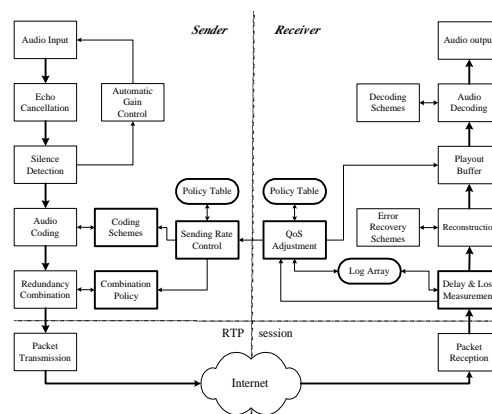 Sender
Receiver
Audio Input
Audio output
Echo
Cancellation
Automatic
Gain
Control
Decoding
Schemes
Audio
Decoding
Silence
Detection
Playout
Buffer
Policy Table
Policy Table
Audio
Coding
Coding
Schemes
Sending Rate
Control
QoS
Adjustment
Error
Recovery
Schemes
Reconstruction
Log Array
Redundancy
Combination
Combination
Policy
Delay & Loss
Measurement
RTP session
Packet
Transmission
Internet
Packet
Reception